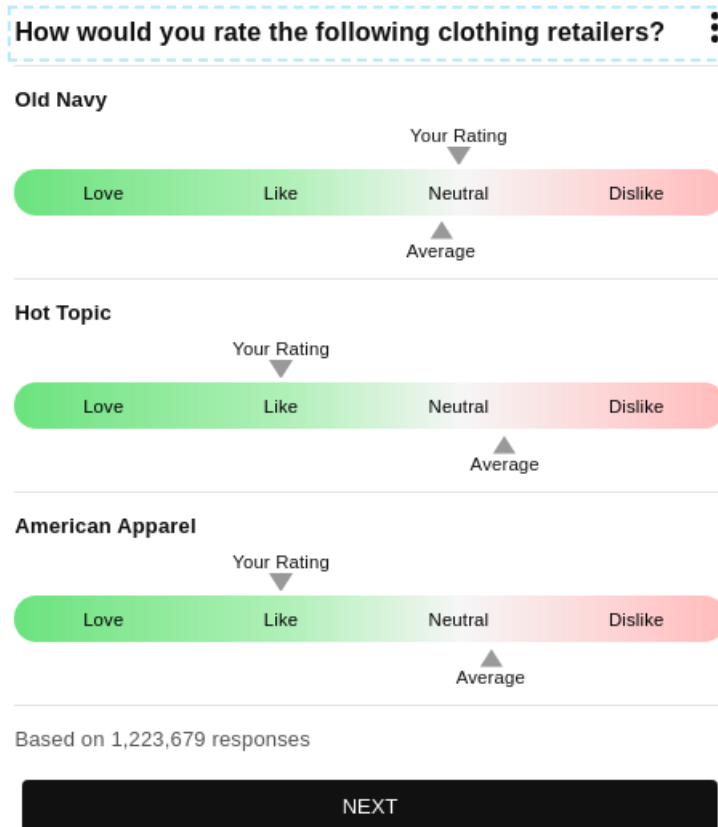 How would you rate the following clothing retailers?
Old Navy
Your Rating
Love Like Neutral Dislike
Average
Hot Topic
Your Rating
Love Like Neutral Dislike
Average
American Apparel
Your Rating
Love Like Neutral Dislike
Average
Based on 1,223,679 responses
NEXT